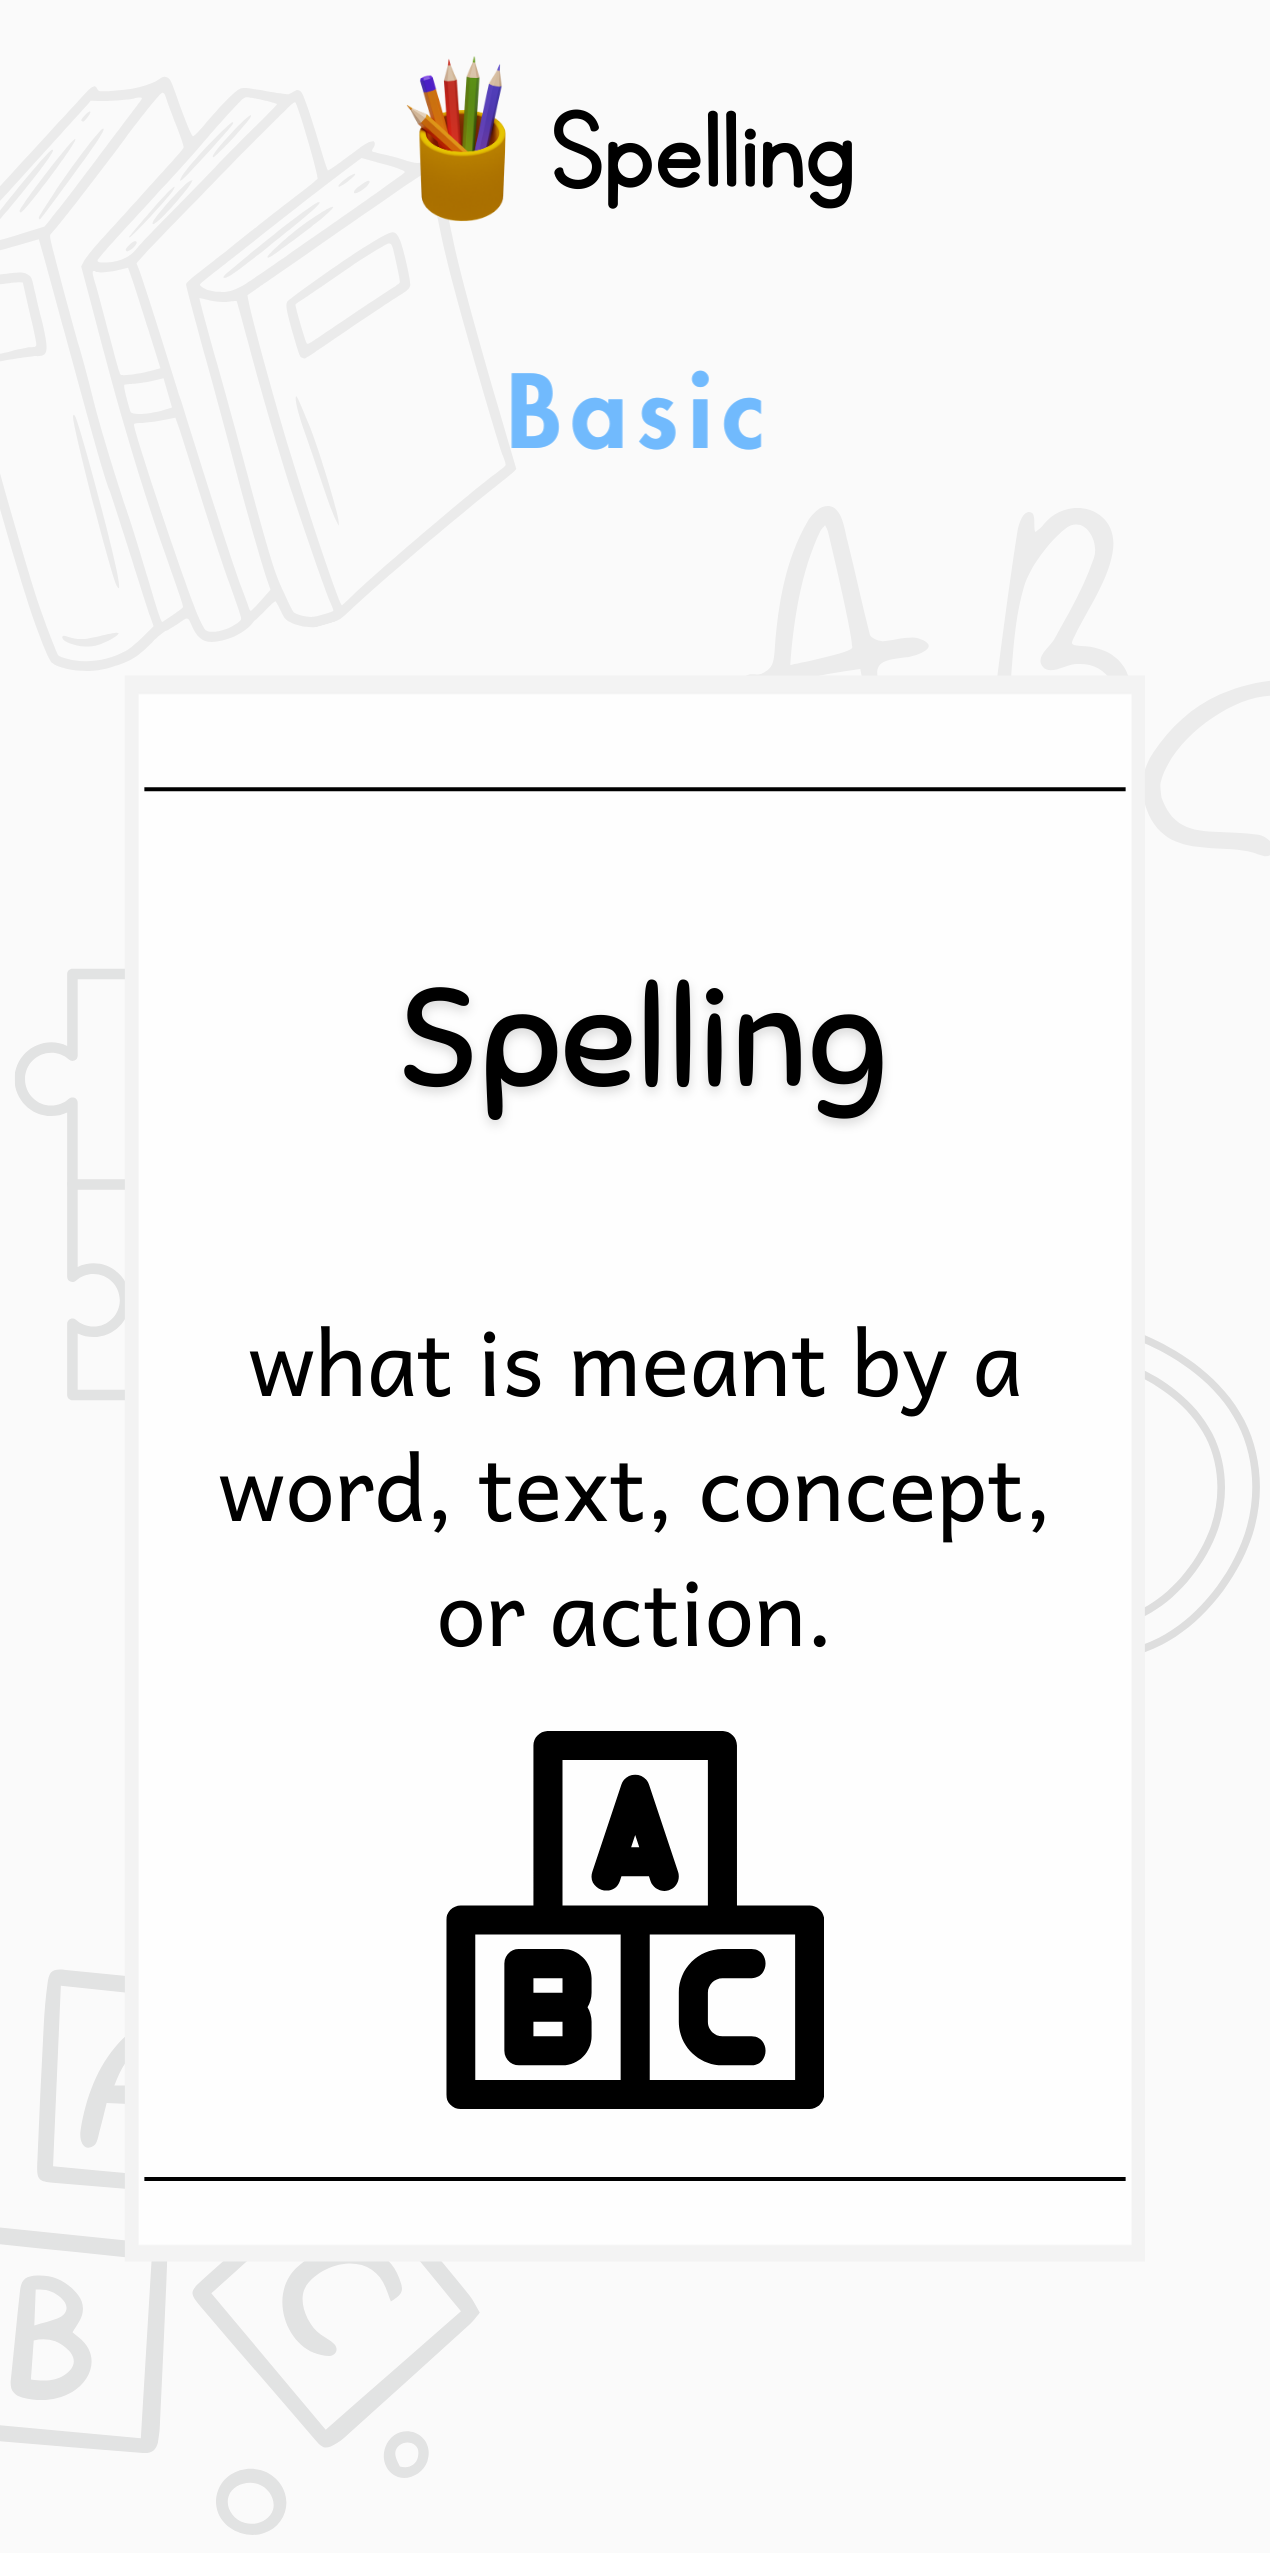 Spelling
Basic
A B
Spelling
what is meant by a
word, text, concept,
or action.
A
B C
A
B
C